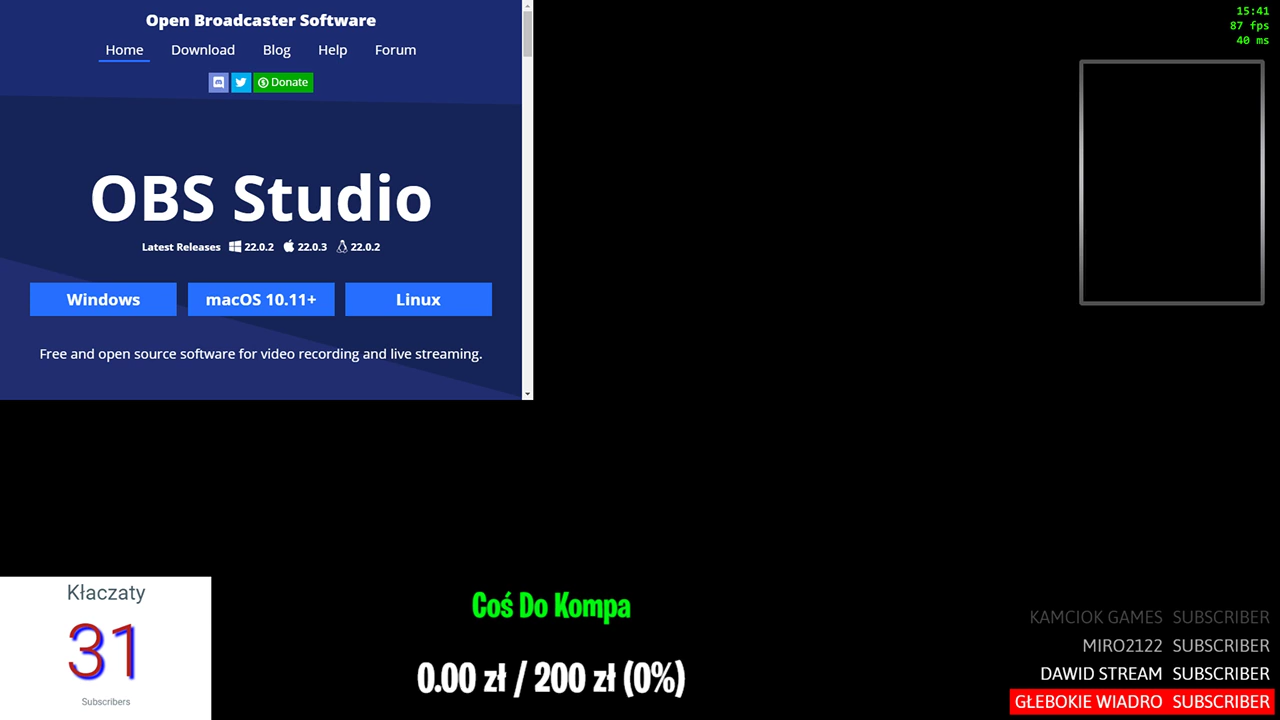 Open Broadcaster Software
Home Download Blog Help Forum
Donate
OBS Studio
Latest Releases 22.0.2 22.0.3 22.0.2
Windows macOS 10.11+ Linux
Free and open source software for video recording and live streaming.
15:41
87 fps
40 ms
Kłaczaty
31
Subscribers
Coś Do Kompa
0.00 zł / 200 zł (0%)
KAMCIOK GAMES SUBSCRIBER
MIRO2122 SUBSCRIBER
DAWID STREAM SUBSCRIBER
GŁEBOKIE WIADRO SUBSCRIBER